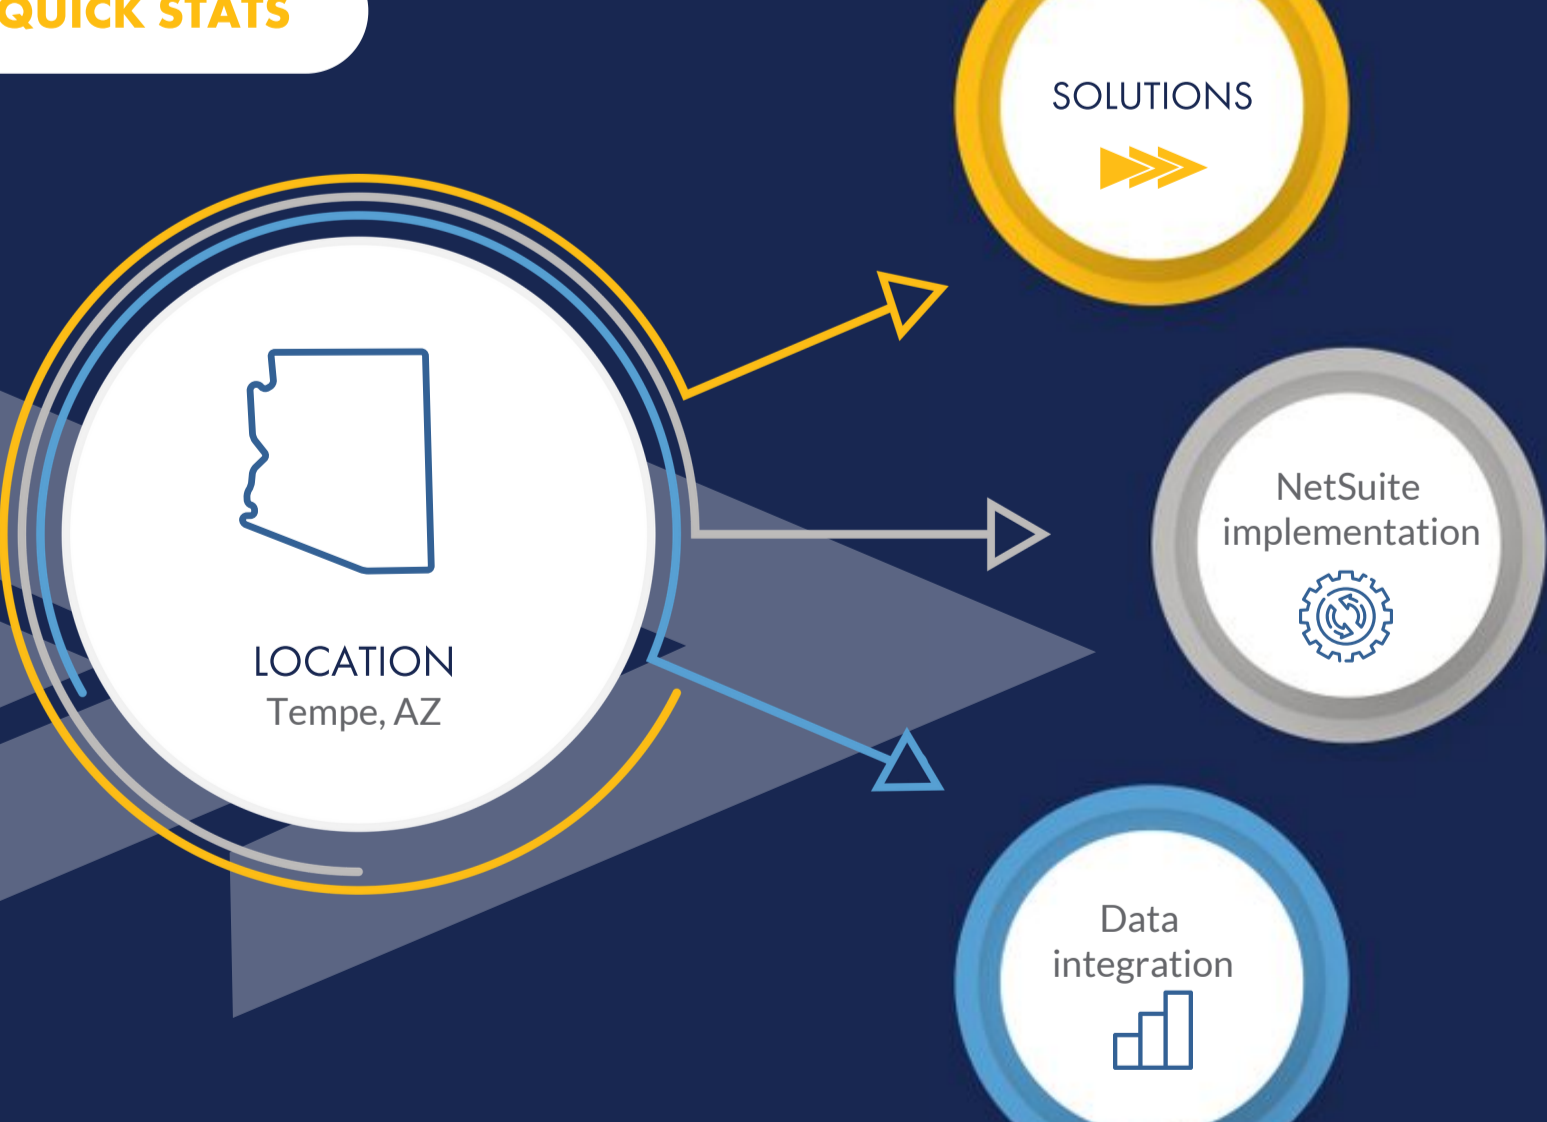 QUICK STATS
SOLUTIONS
LOCATION
Tempe, AZ
NetSuite
implementation
Data
integration